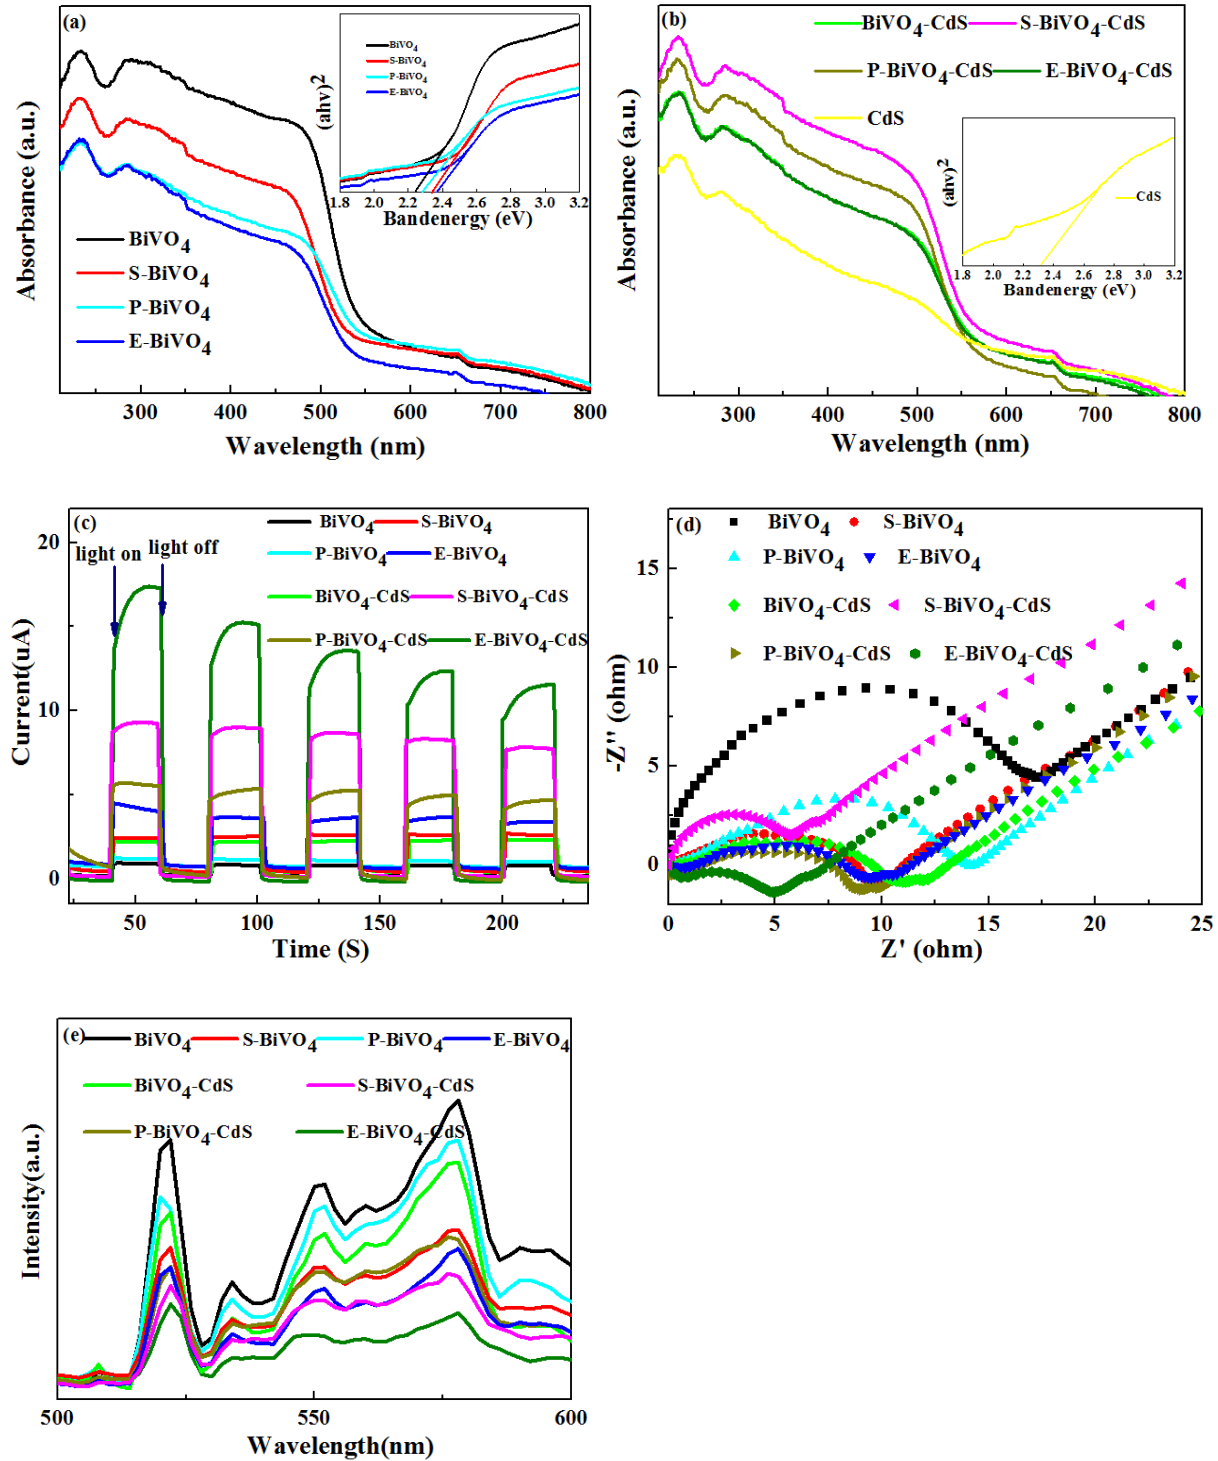 (a)
BiVO4
S-BiVO4
P-BiVO4
E-BiVO4
(ahv)2
1.8 2.0 2.2 2.4 2.6 2.8 3.0 3.2
Bandenergy (eV)
BiVO4
S-BiVO4
P-BiVO4
E-BiVO4
Absorbance (a.u.)
300 400 500 600 700 800
Wavelength (nm)
(b)
BiVO4-CdS S-BiVO4-CdS
P-BiVO4-CdS E-BiVO4-CdS
CdS
(ahv)2
CdS
1.8 2.0 2.2 2.4 2.6 2.8 3.0 3.2
Bandenergy (eV)
Absorbance (a.u.)
300 400 500 600 700 800
Wavelength (nm)
(c)
BiVO4 S-BiVO4
P-BiVO4 E-BiVO4
BiVO4-CdS S-BiVO4-CdS
P-BiVO4-CdS E-BiVO4-CdS
light on light off
20
10
0
Current(uA)
50 100 150 200
Time (S)
(d)
BiVO4 S-BiVO4
P-BiVO4 E-BiVO4
BiVO4-CdS S-BiVO4-CdS
P-BiVO4-CdS E-BiVO4-CdS
15
10
5
0
-Z'' (ohm)
0 5 10 15 20 25
Z' (ohm)
(e)
BiVO4 S-BiVO4 P-BiVO4 E-BiVO4
BiVO4-CdS S-BiVO4-CdS
P-BiVO4-CdS E-BiVO4-CdS
Intensity(a.u.)
500 550 600
Wavelength(nm)